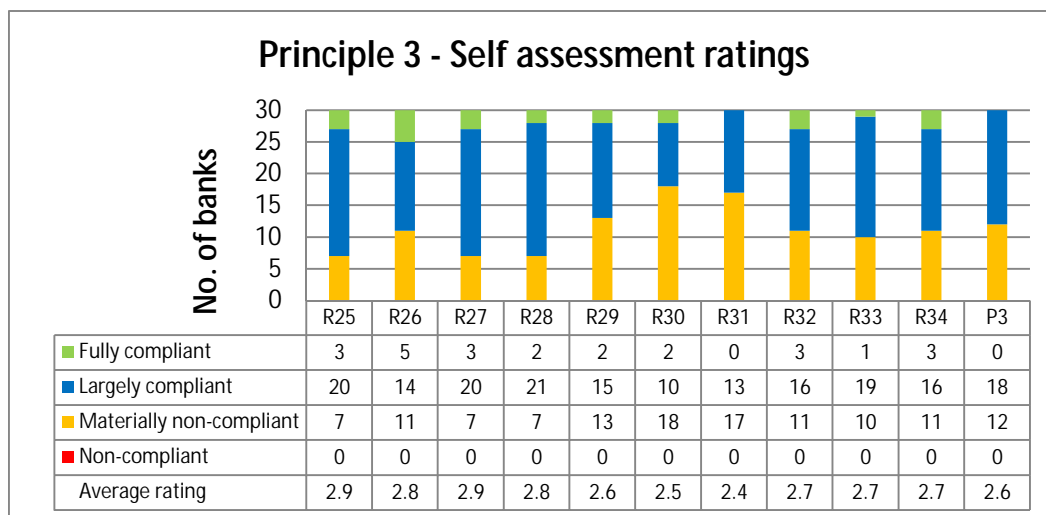 Principle 3 - Self assessment ratings
No. of banks
30
25
20
15
10
5
0
R25 R26 R27 R28 R29 R30 R31 R32 R33 R34 P3
Fully compliant 3 5 3 2 2 2 0 3 1 3 0
Largely compliant 20 14 20 21 15 10 13 16 19 16 18
Materially non-compliant 7 11 7 7 13 18 17 11 10 11 12
Non-compliant 0 0 0 0 0 0 0 0 0 0 0
Average rating 2.9 2.8 2.9 2.8 2.6 2.5 2.4 2.7 2.7 2.7 2.6